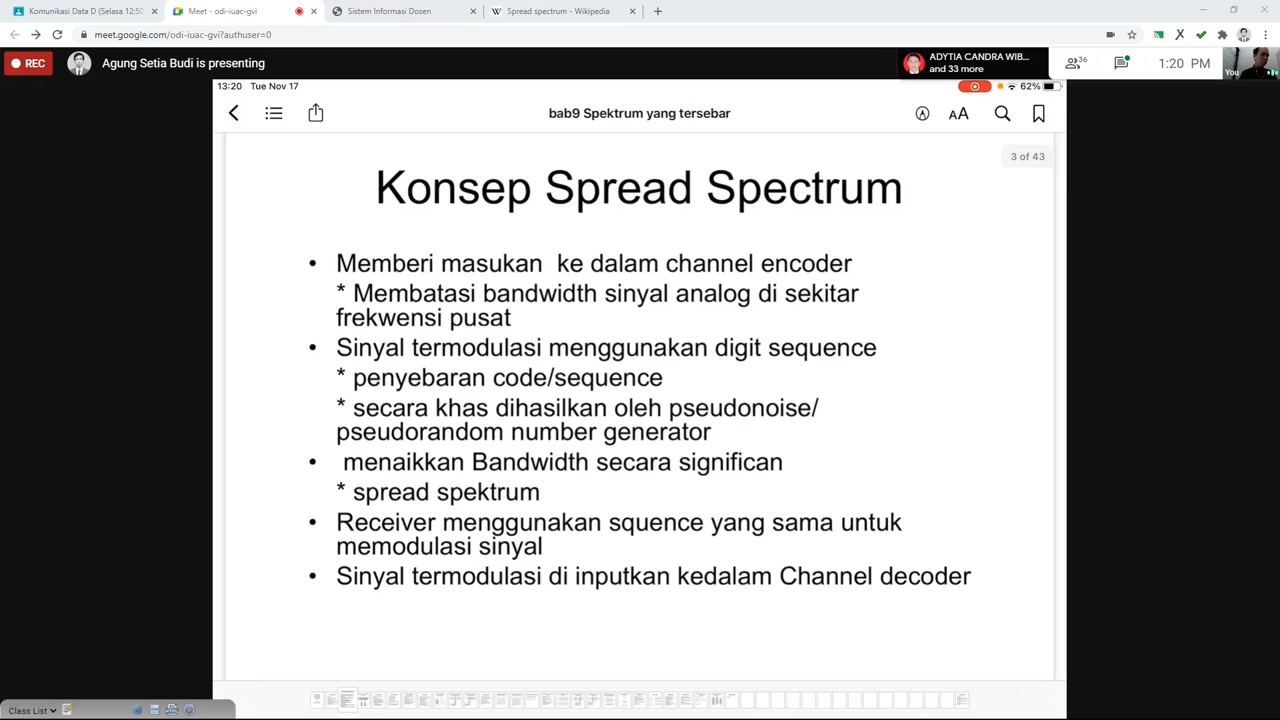 Komunikasi Data D (Selasa 12:50
Meet - odi-iuac-gvi
Sistem Informasi Dosen
Spread spectrum - Wikipedia
meet.google.com/odi-iuac-gvi?authuser=0
REC
Agung Setia Budi is presenting
ADYTIA CANDRA WIB...
and 33 more
36
1:20 PM
You
13:20 Tue Nov 17
62%
bab9 Spektrum yang tersebar
AA
3 of 43
Konsep Spread Spectrum
• Memberi masukan ke dalam channel encoder
* Membatasi bandwidth sinyal analog di sekitar
frekwensi pusat
• Sinyal termodulasi menggunakan digit sequence
* penyebaran code/sequence
* secara khas dihasilkan oleh pseudonoise/
pseudorandom number generator
• menaikkan Bandwidth secara significan
* spread spektrum
• Receiver menggunakan squence yang sama untuk
memodulasi sinyal
• Sinyal termodulasi di inputkan kedalam Channel decoder
Class List